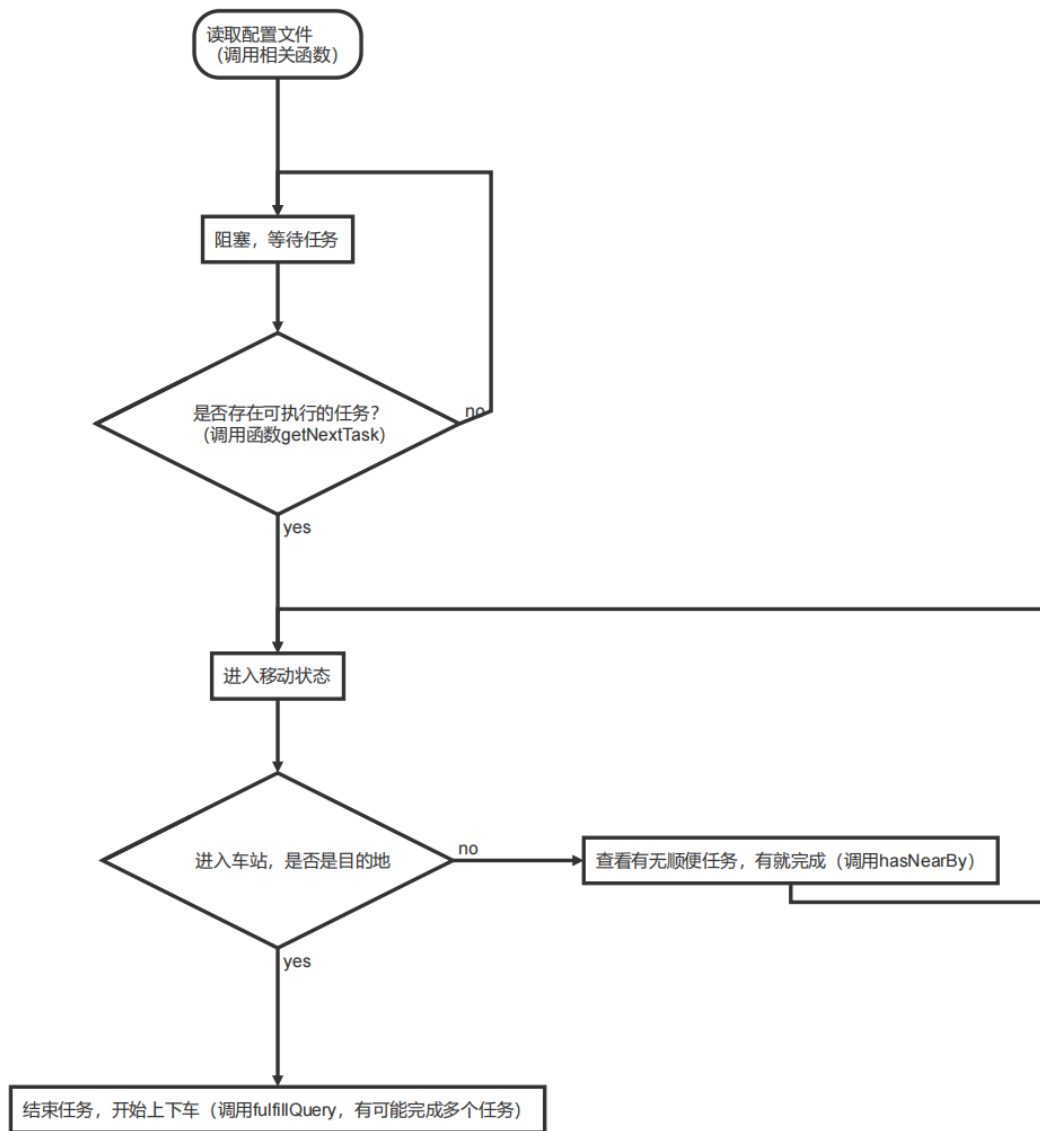 读取配置文件
（调用相关函数）
阻塞，等待任务
是否存在可执行的任务？
（调用函数getNextTask)
no
yes
进入移动状态
进入车站，是否是目的地
no
查看有无顺便任务，有就完成（调用hasNearBy）
yes
结束任务，开始上下车（调用fulfillQuery，有可能完成多个任务）